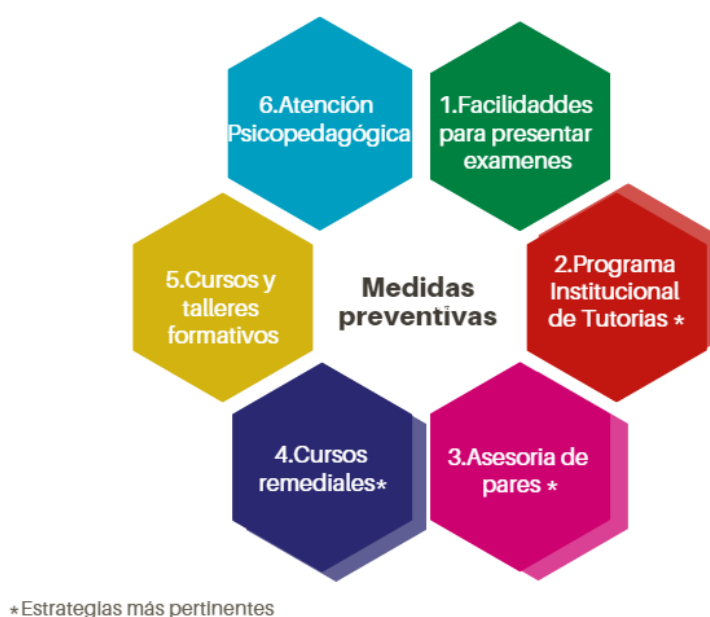 6.Atención
Psicopedagógica
1.Facilidaddes
para presentar
examenes
5.Cursos y
talleres
formativos
Medidas
preventivas
2.Programa
Institucional
de Tutorias *
4.Cursos
remediales*
3.Asesoria de
pares *
*Estrategias más pertinentes